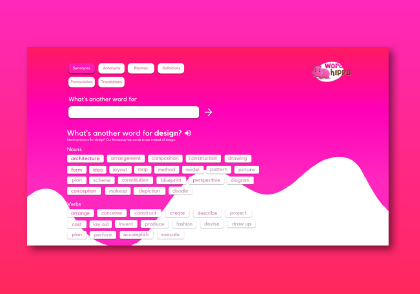 Synonyms Antonyms Rhymes Definitions
Pronunciation Translations
word hippo
What's another word for
What's another word for design?
Nouns
architecture arrangement composition construction drawing
form idea layout map method model pattern picture
plan scheme constitution blueprint perspective diagram
conception makeup depiction doodle
Verbs
arrange conceive construct create describe project
cast lay out invent produce fashion devise draw up
plan perform accomplish execute